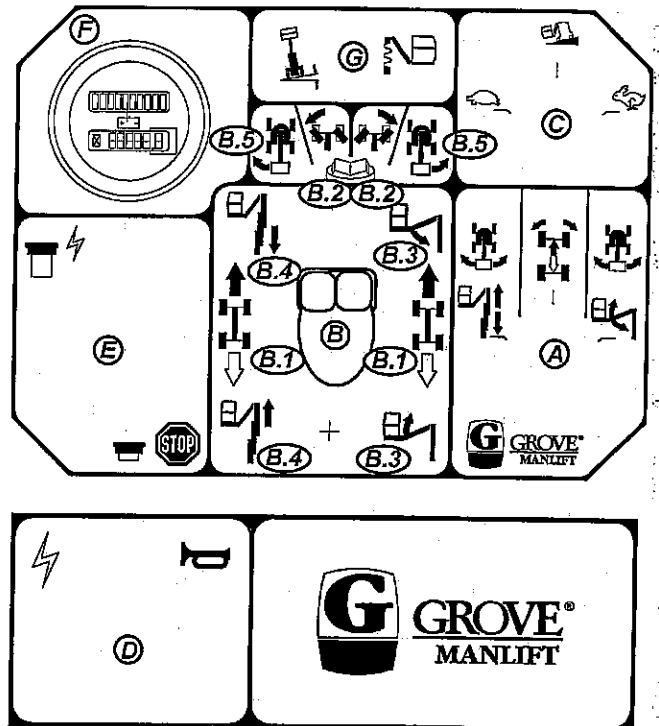 F
G
C
B.5
B.5
B.2
B.2
B.4
B.3
E
B
A
B.1
B.1
STOP
B.4
B.3
G GROVE®
MANLIFT
D
G GROVE®
MANLIFT